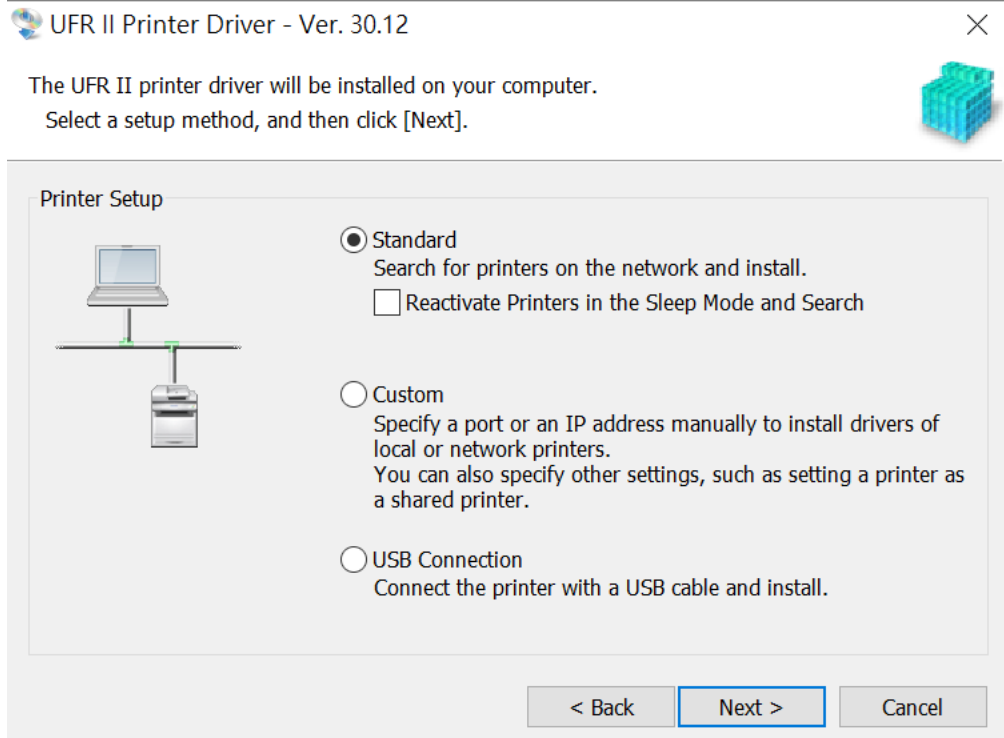 UFR II Printer Driver - Ver. 30.12
The UFR II printer driver will be installed on your computer.
Select a setup method, and then click [Next].
Printer Setup
Standard
Search for printers on the network and install.
Reactivate Printers in the Sleep Mode and Search
Custom
Specify a port or an IP address manually to install drivers of
local or network printers.
You can also specify other settings, such as setting a printer as
a shared printer.
USB Connection
Connect the printer with a USB cable and install.
< Back
Next >
Cancel